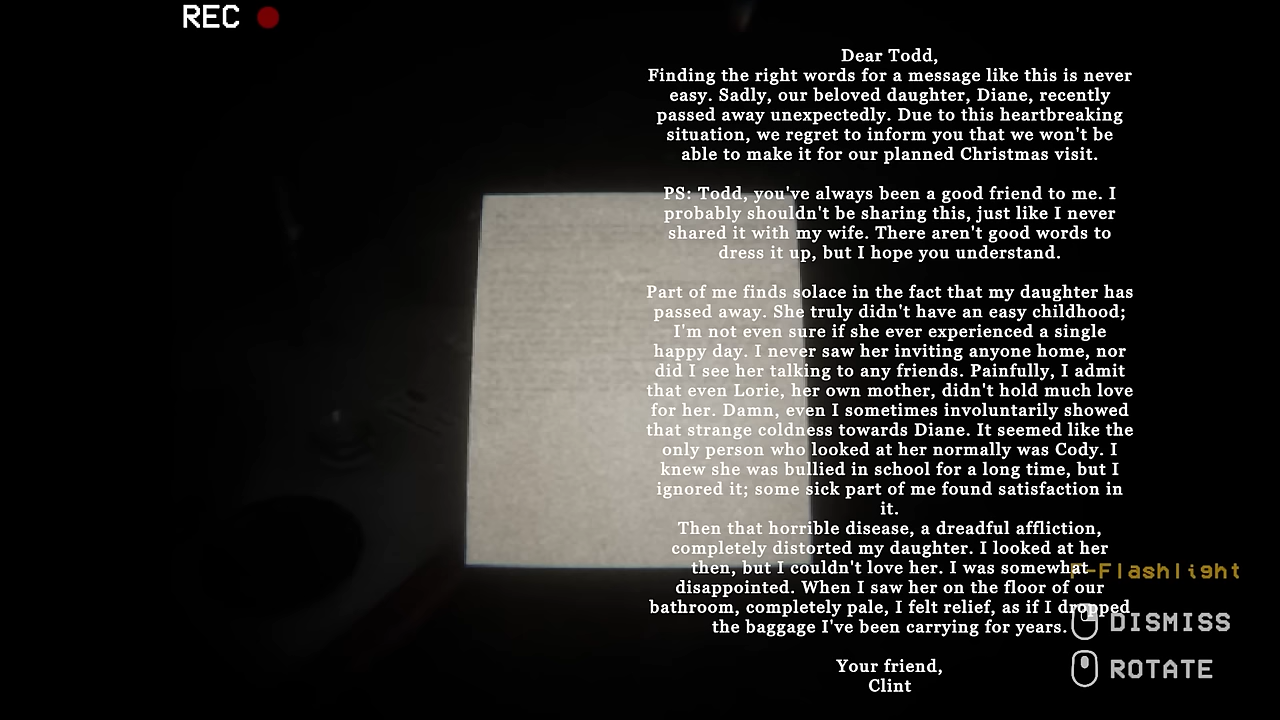 REC
Dear Todd,
Finding the right words for a message like this is never
easy. Sadly, our beloved daughter, Diane, recently
passed away unexpectedly. Due to this heartbreaking
situation, we regret to inform you that we won't be
able to make it for our planned Christmas visit.
PS: Todd, you've always been a good friend to me. I
probably shouldn't be sharing this, just like I never
shared it with my wife. There aren't good words to
dress it up, but I hope you understand.
Part of me finds solace in the fact that my daughter has
passed away. She truly didn't have an easy childhood;
I'm not even sure if she ever experienced a single
happy day. I never saw her inviting anyone home, nor
did I see her talking to any friends. Painfully, I admit
that even Lorie, her own mother, didn't hold much love
for her. Damn, even I sometimes involuntarily showed
that strange coldness towards Diane. It seemed like the
only person who looked at her normally was Cody. I
knew she was bullied in school for a long time, but I
ignored it; some sick part of me found satisfaction in
it.
Then that horrible disease, a dreadful affliction,
completely distorted my daughter. I looked at her
then, but I couldn't love her. I was somewhat
disappointed. When I saw her on the floor of our
bathroom, completely pale, I felt relief, as if I dropped
the baggage I've been carrying for years.
Your friend,
Clint
F-Flashlight
DISMISS
ROTATE